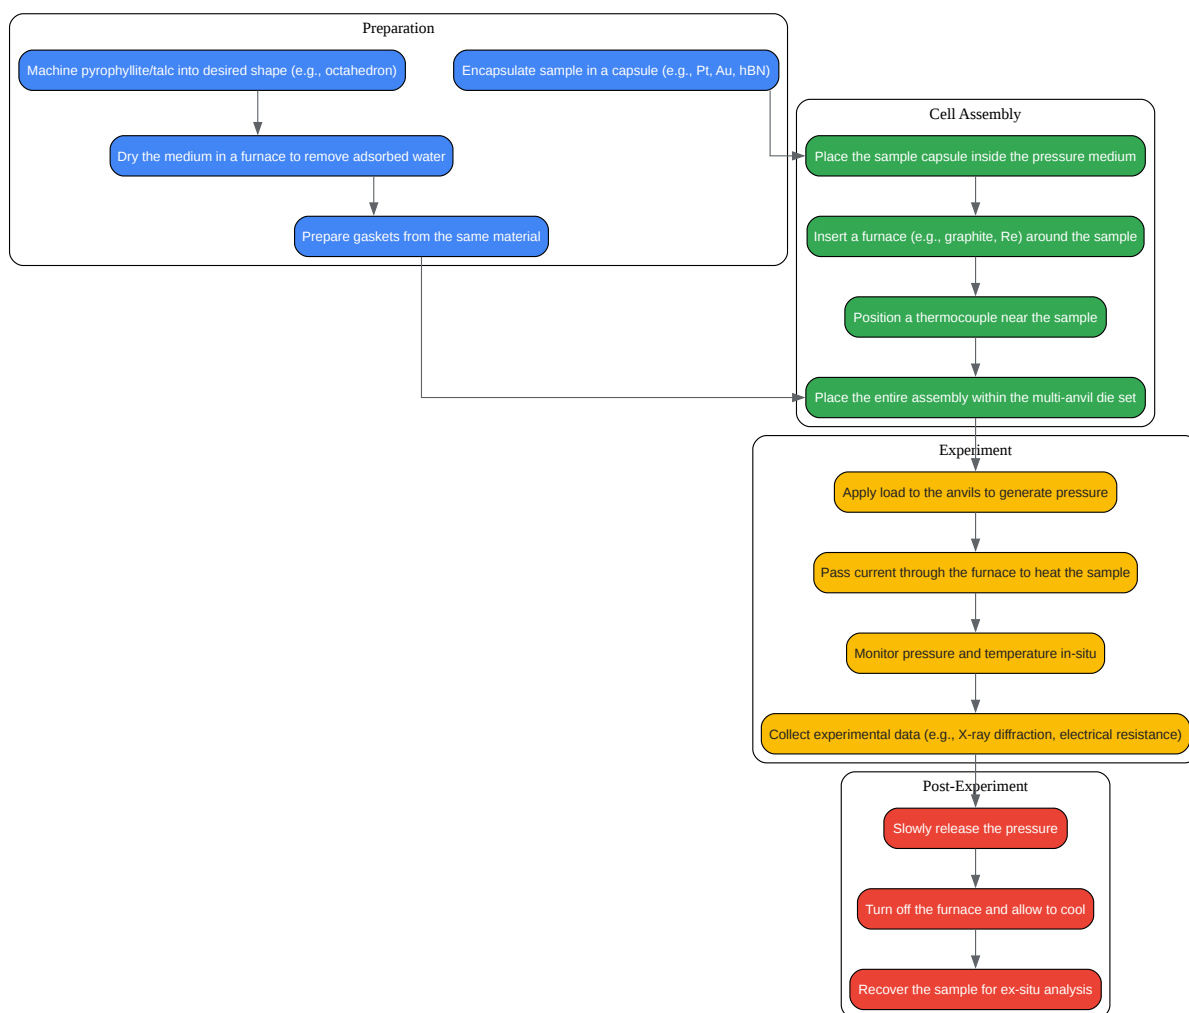 Preparation
Machine pyrophyllite/talc into desired shape (e.g., octahedron)
Encapsulate sample in a capsule (e.g., Pt, Au, hBN)
Dry the medium in a furnace to remove adsorbed water
Prepare gaskets from the same material
Cell Assembly
Place the sample capsule inside the pressure medium
Insert a furnace (e.g., graphite, Re) around the sample
Position a thermocouple near the sample
Place the entire assembly within the multi-anvil die set
Experiment
Apply load to the anvils to generate pressure
Pass current through the furnace to heat the sample
Monitor pressure and temperature in-situ
Collect experimental data (e.g., X-ray diffraction, electrical resistance)
Post-Experiment
Slowly release the pressure
Turn off the furnace and allow to cool
Recover the sample for ex-situ analysis